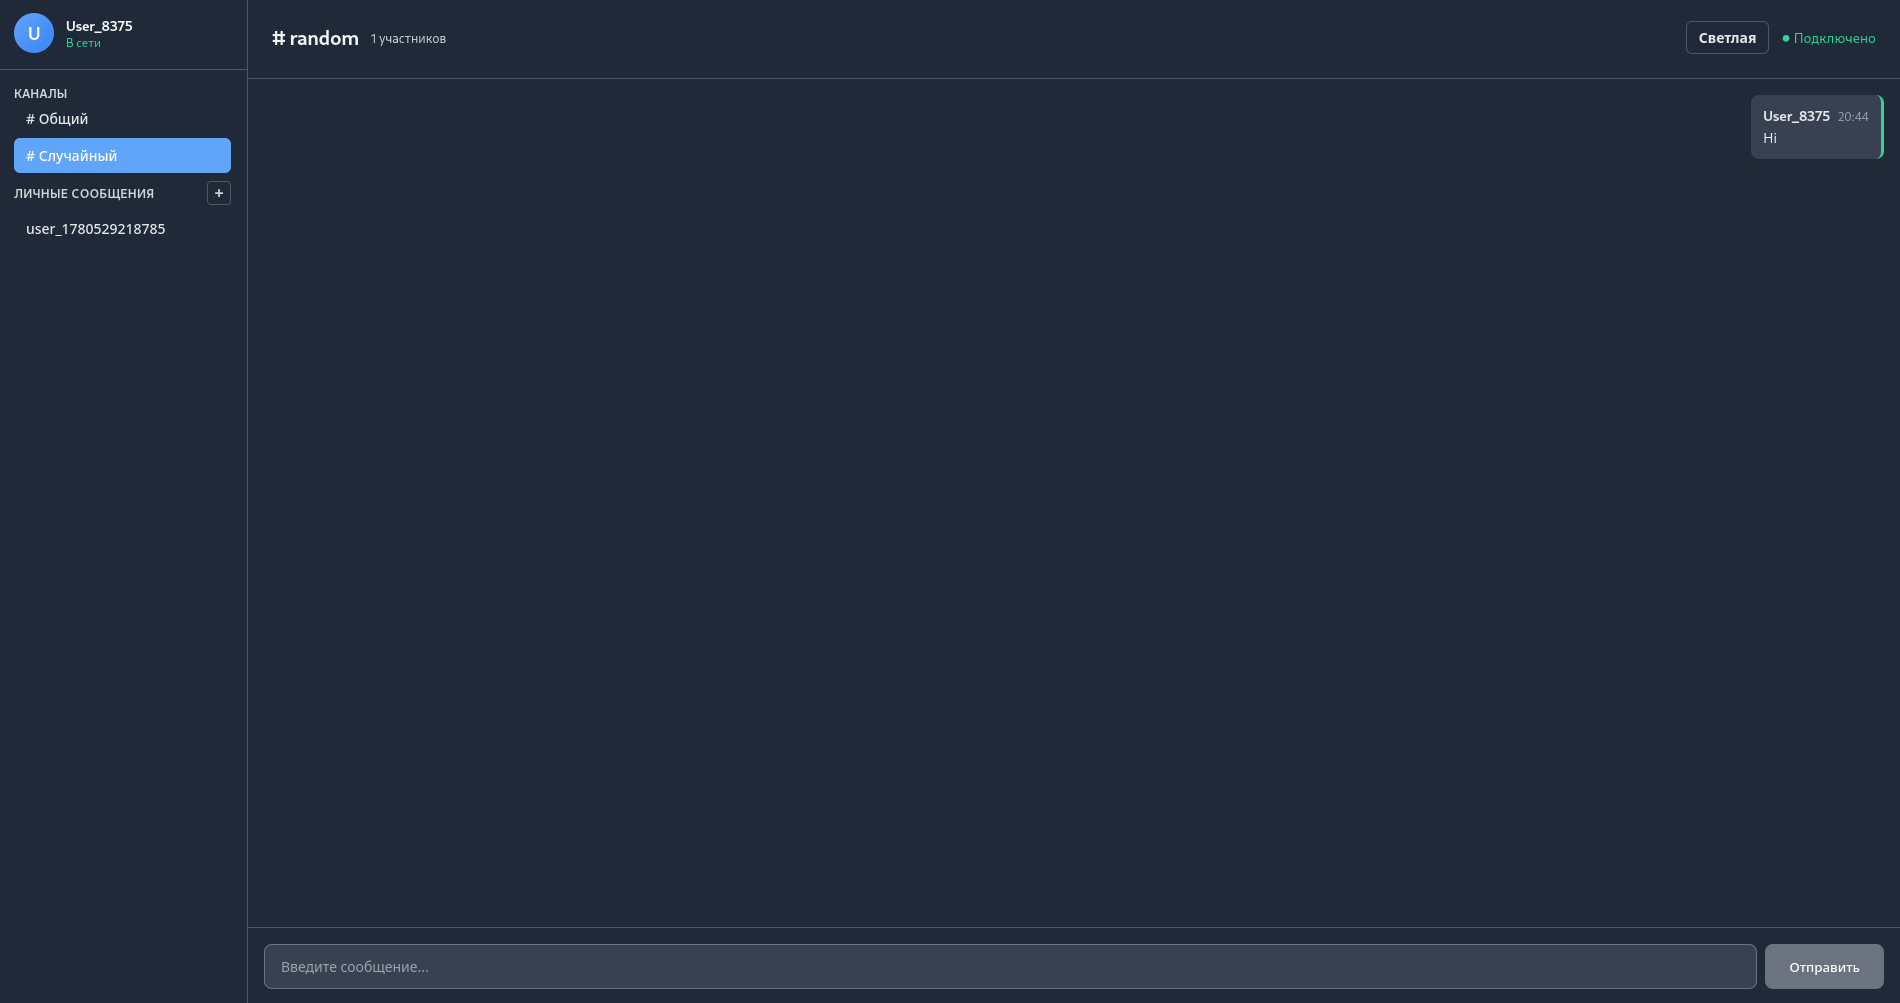 U
User_8375
В сети
КАНАЛЫ
# Общий
# Случайный
ЛИЧНЫЕ СООБЩЕНИЯ +
user_1780529218785
# random 1 участников
Светлая
Подключено
User_8375 20:44
Hi
Введите сообщение...
Отправить